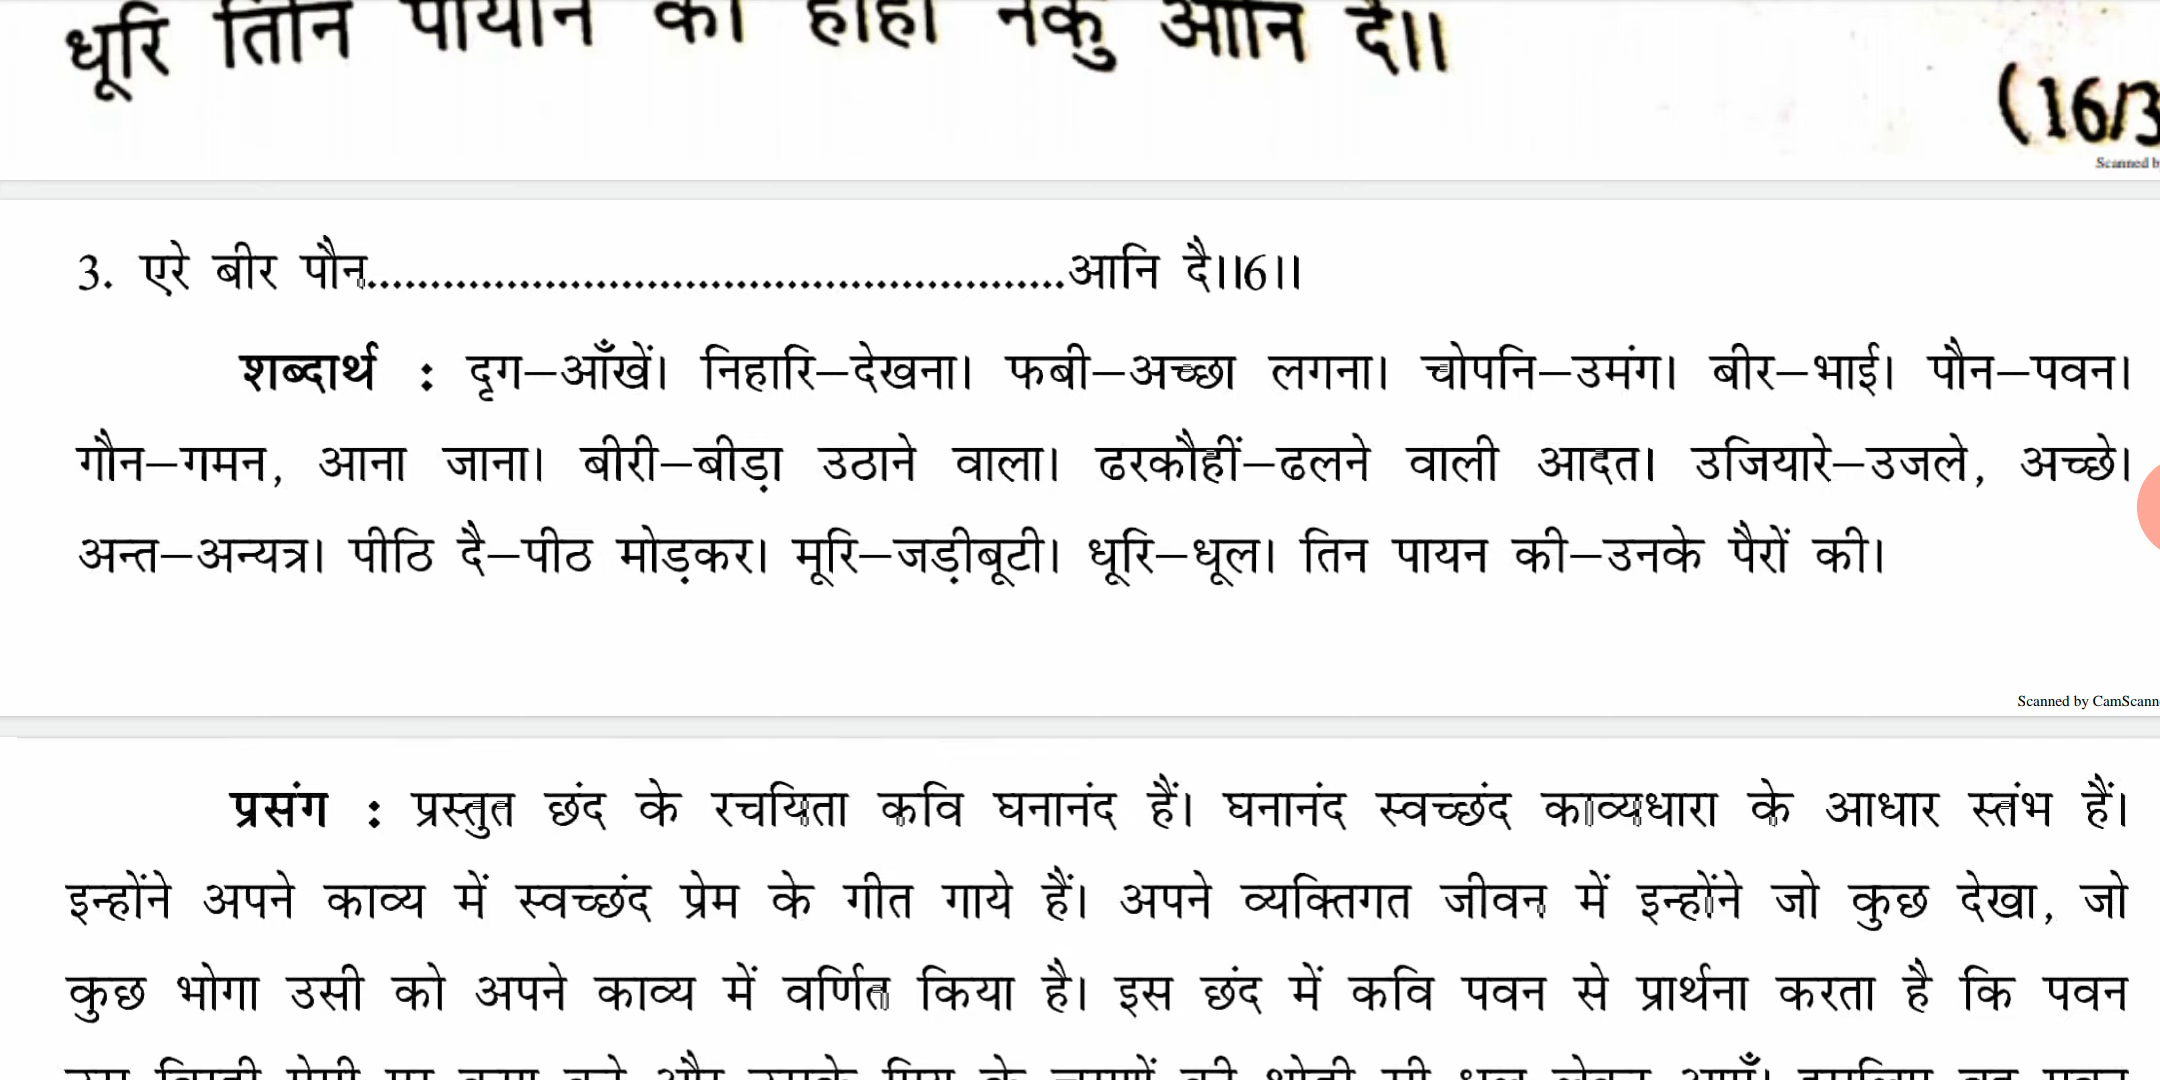 धूरि तिनि पायनि की हाहा नैकु आनि दै।।
(16/3
Scanned b
3. एरे बीर पौन......................................................आनि दै।।6।।
शब्दार्थ : दृग–आँखें। निहारि–देखना। फबी–अच्छा लगना। चोपनि–उमंग। बीर–भाई। पौन–पवन।
गौन–गमन, आना जाना। बीरी–बीड़ा उठाने वाला। ढरकौहीं–ढलने वाली आदत। उजियारे–उजले, अच्छे।
अन्त–अन्यत्र। पीठि दै–पीठ मोड़कर। मूरि–जड़ीबूटी। धूरि–धूल। तिन पायन की–उनके पैरों की।
Scanned by CamScann
प्रसंग : प्रस्तुत छंद के रचयिता कवि घनानंद हैं। घनानंद स्वच्छंद काव्यधारा के आधार स्तंभ हैं।
इन्होंने अपने काव्य में स्वच्छंद प्रेम के गीत गाये हैं। अपने व्यक्तिगत जीवन में इन्होंने जो कुछ देखा, जो
कुछ भोगा उसी को अपने काव्य में वर्णित किया है। इस छंद में कवि पवन से प्रार्थना करता है कि पवन